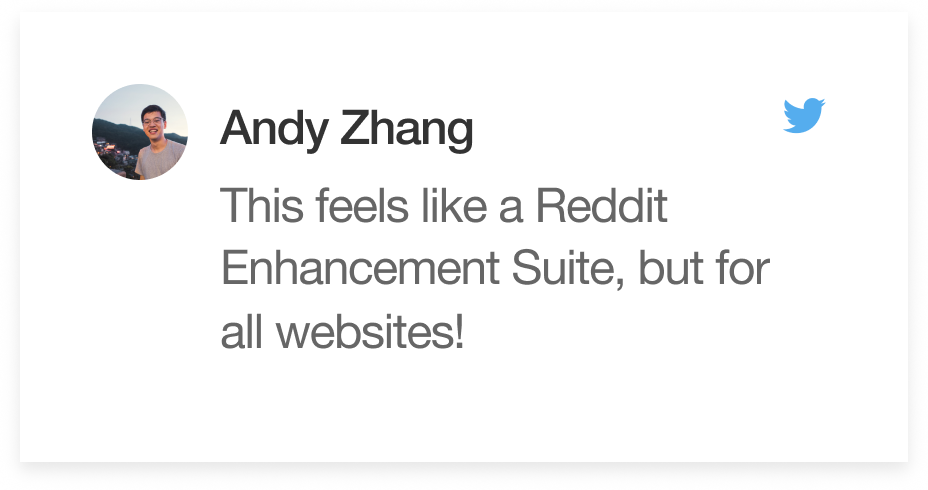 Andy Zhang
This feels like a Reddit
Enhancement Suite, but for
all websites!